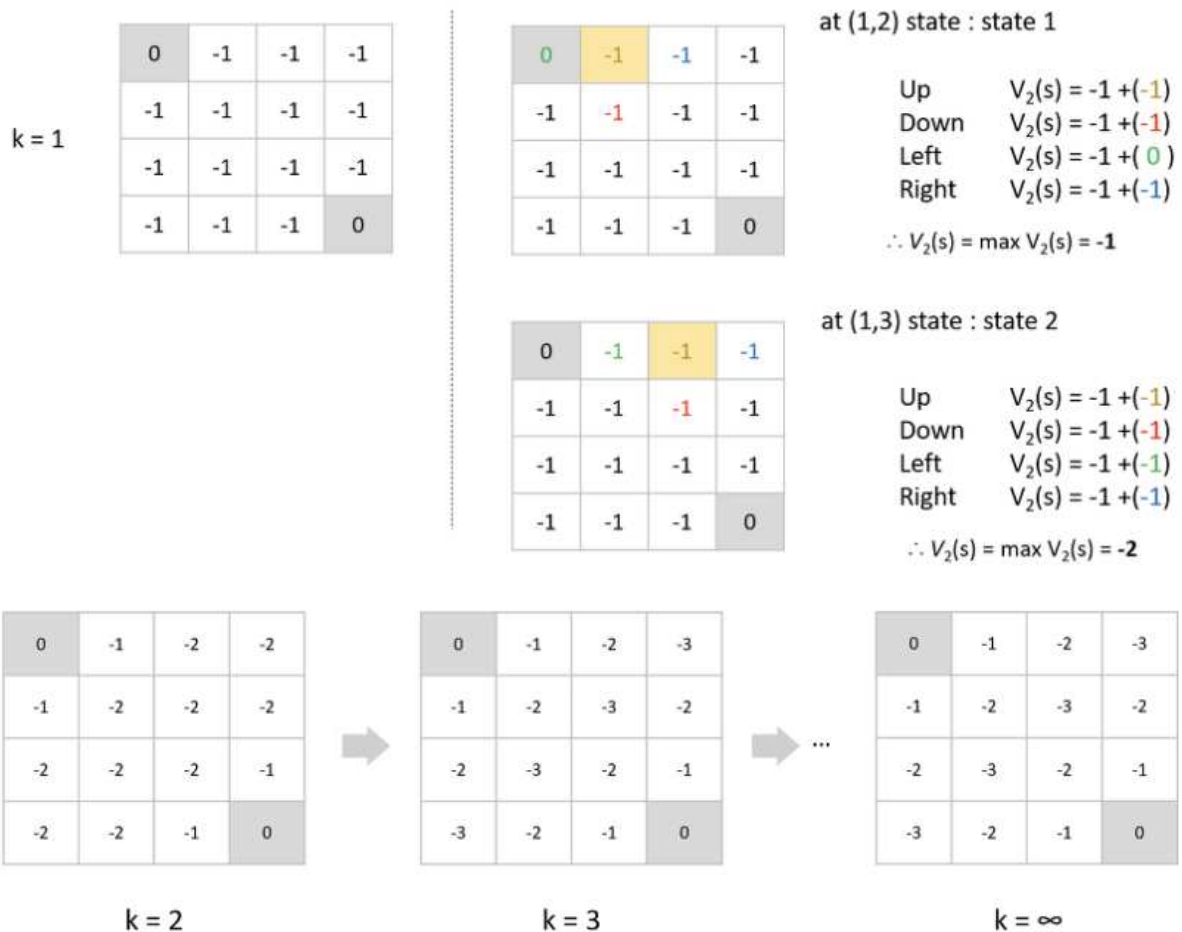 k = 1
0 -1 -1 -1
-1 -1 -1 -1
-1 -1 -1 -1
-1 -1 -1 0
0 -1 -1 -1
-1 -1 -1 -1
-1 -1 -1 -1
-1 -1 -1 0
at (1,2) state : state 1
Up V₂(s) = -1 +(-1)
Down V₂(s) = -1 +(-1)
Left V₂(s) = -1 +( 0 )
Right V₂(s) = -1 +(-1)
∴ V₂(s) = max V₂(s) = -1
0 -1 -1 -1
-1 -1 -1 -1
-1 -1 -1 -1
-1 -1 -1 0
at (1,3) state : state 2
Up V₂(s) = -1 +(-1)
Down V₂(s) = -1 +(-1)
Left V₂(s) = -1 +(-1)
Right V₂(s) = -1 +(-1)
∴ V₂(s) = max V₂(s) = -2
0 -1 -2 -2
-1 -2 -2 -2
-2 -2 -2 -1
-2 -2 -1 0
k = 2
0 -1 -2 -3
-1 -2 -3 -2
-2 -3 -2 -1
-3 -2 -1 0
k = 3
...
0 -1 -2 -3
-1 -2 -3 -2
-2 -3 -2 -1
-3 -2 -1 0
k = ∞